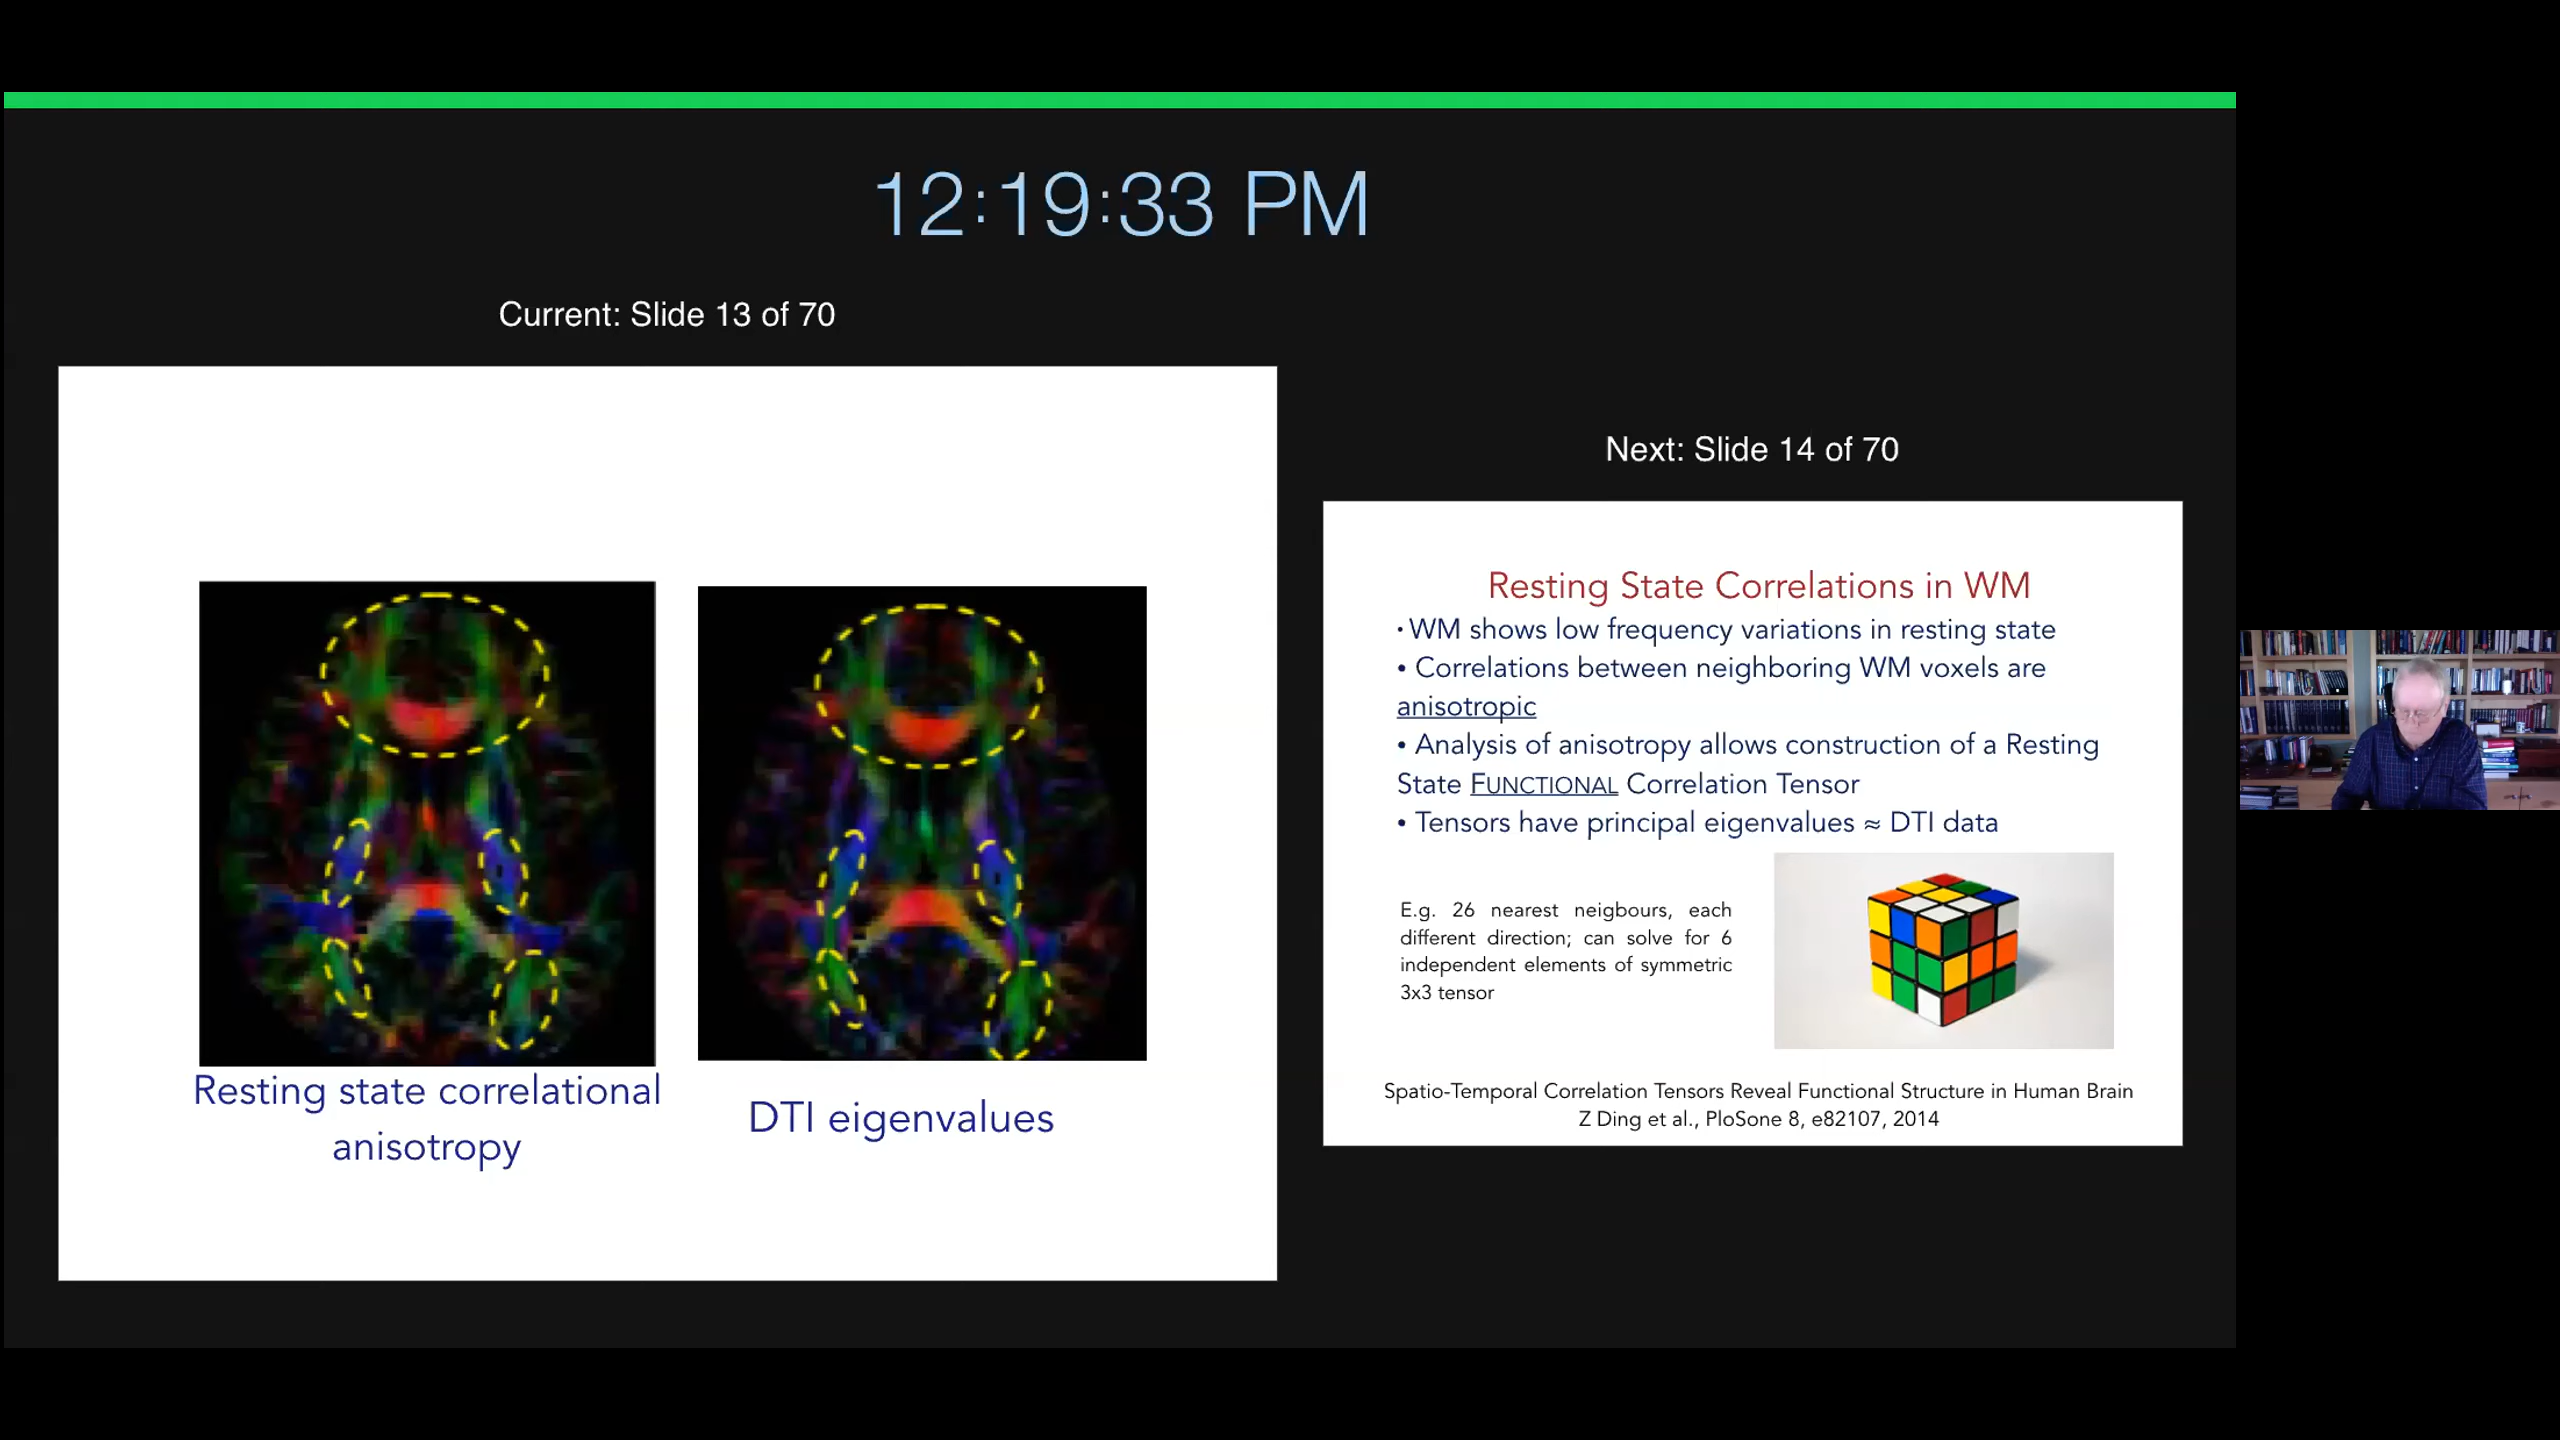 12:19:33 PM
Current: Slide 13 of 70
Resting state correlational
anisotropy
DTI eigenvalues
Next: Slide 14 of 70
Resting State Correlations in WM
• WM shows low frequency variations in resting state
• Correlations between neighboring WM voxels are
anisotropic
• Analysis of anisotropy allows construction of a Resting
State FUNCTIONAL Correlation Tensor
• Tensors have principal eigenvalues ≈ DTI data
E.g. 26 nearest neigbours, each
different direction; can solve for 6
independent elements of symmetric
3x3 tensor
Spatio-Temporal Correlation Tensors Reveal Functional Structure in Human Brain
Z Ding et al., PloSone 8, e82107, 2014